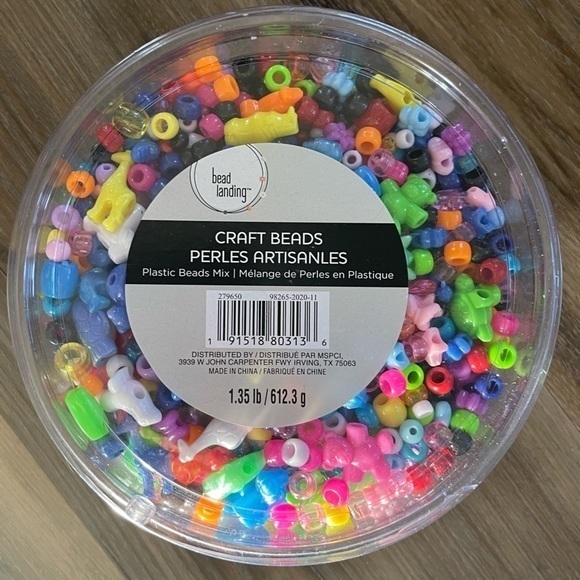 bead
landing™
CRAFT BEADS
PERLES ARTISANLES
Plastic Beads Mix | Mélange de Perles en Plastique
279650 98265-2020-11
1 91518 80313 6
DISTRIBUTED BY / DISTRIBUÉ PAR MSPCI,
3939 W JOHN CARPENTER FWY IRVING, TX 75063
MADE IN CHINA / FABRIQUÉ EN CHINE
1.35 lb / 612.3 g